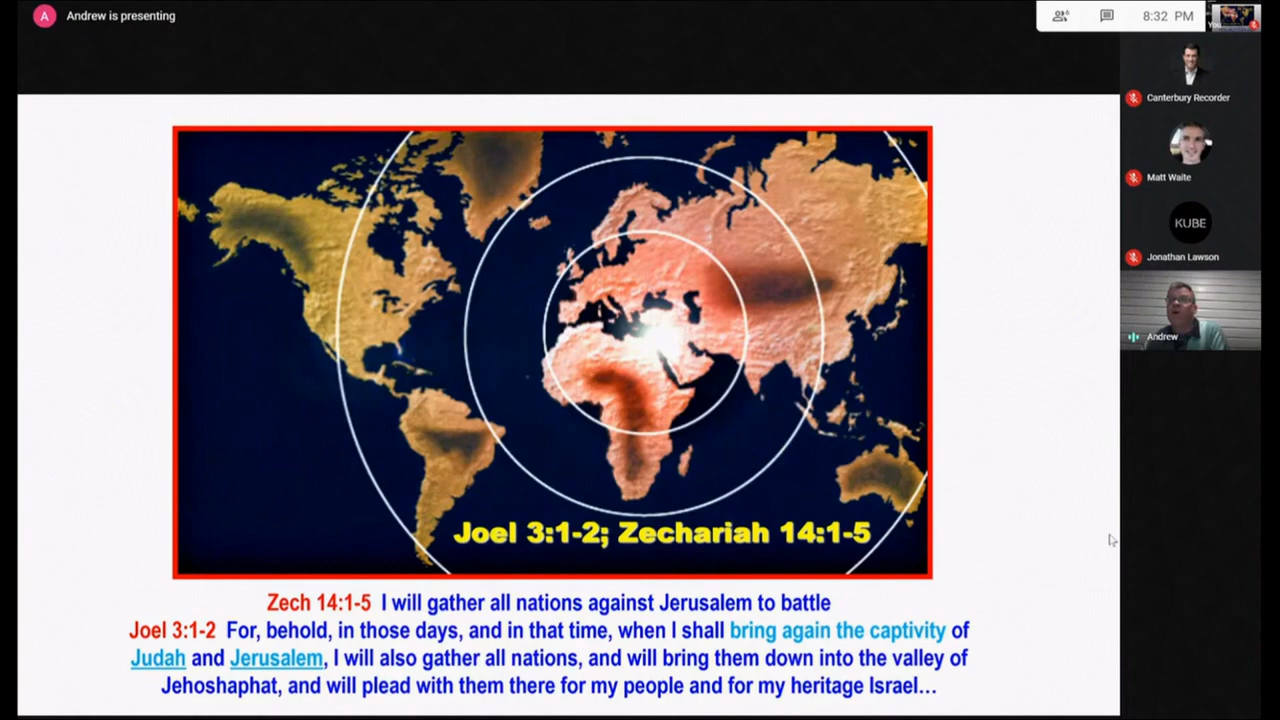 A Andrew is presenting
6
8:32 PM
You
Canterbury Recorder
Matt Waite
KUBE
Jonathan Lawson
Andrew
Joel 3:1-2; Zechariah 14:1-5
Zech 14:1-5 I will gather all nations against Jerusalem to battle
Joel 3:1-2 For, behold, in those days, and in that time, when I shall bring again the captivity of
Judah and Jerusalem, I will also gather all nations, and will bring them down into the valley of
Jehoshaphat, and will plead with them there for my people and for my heritage Israel...